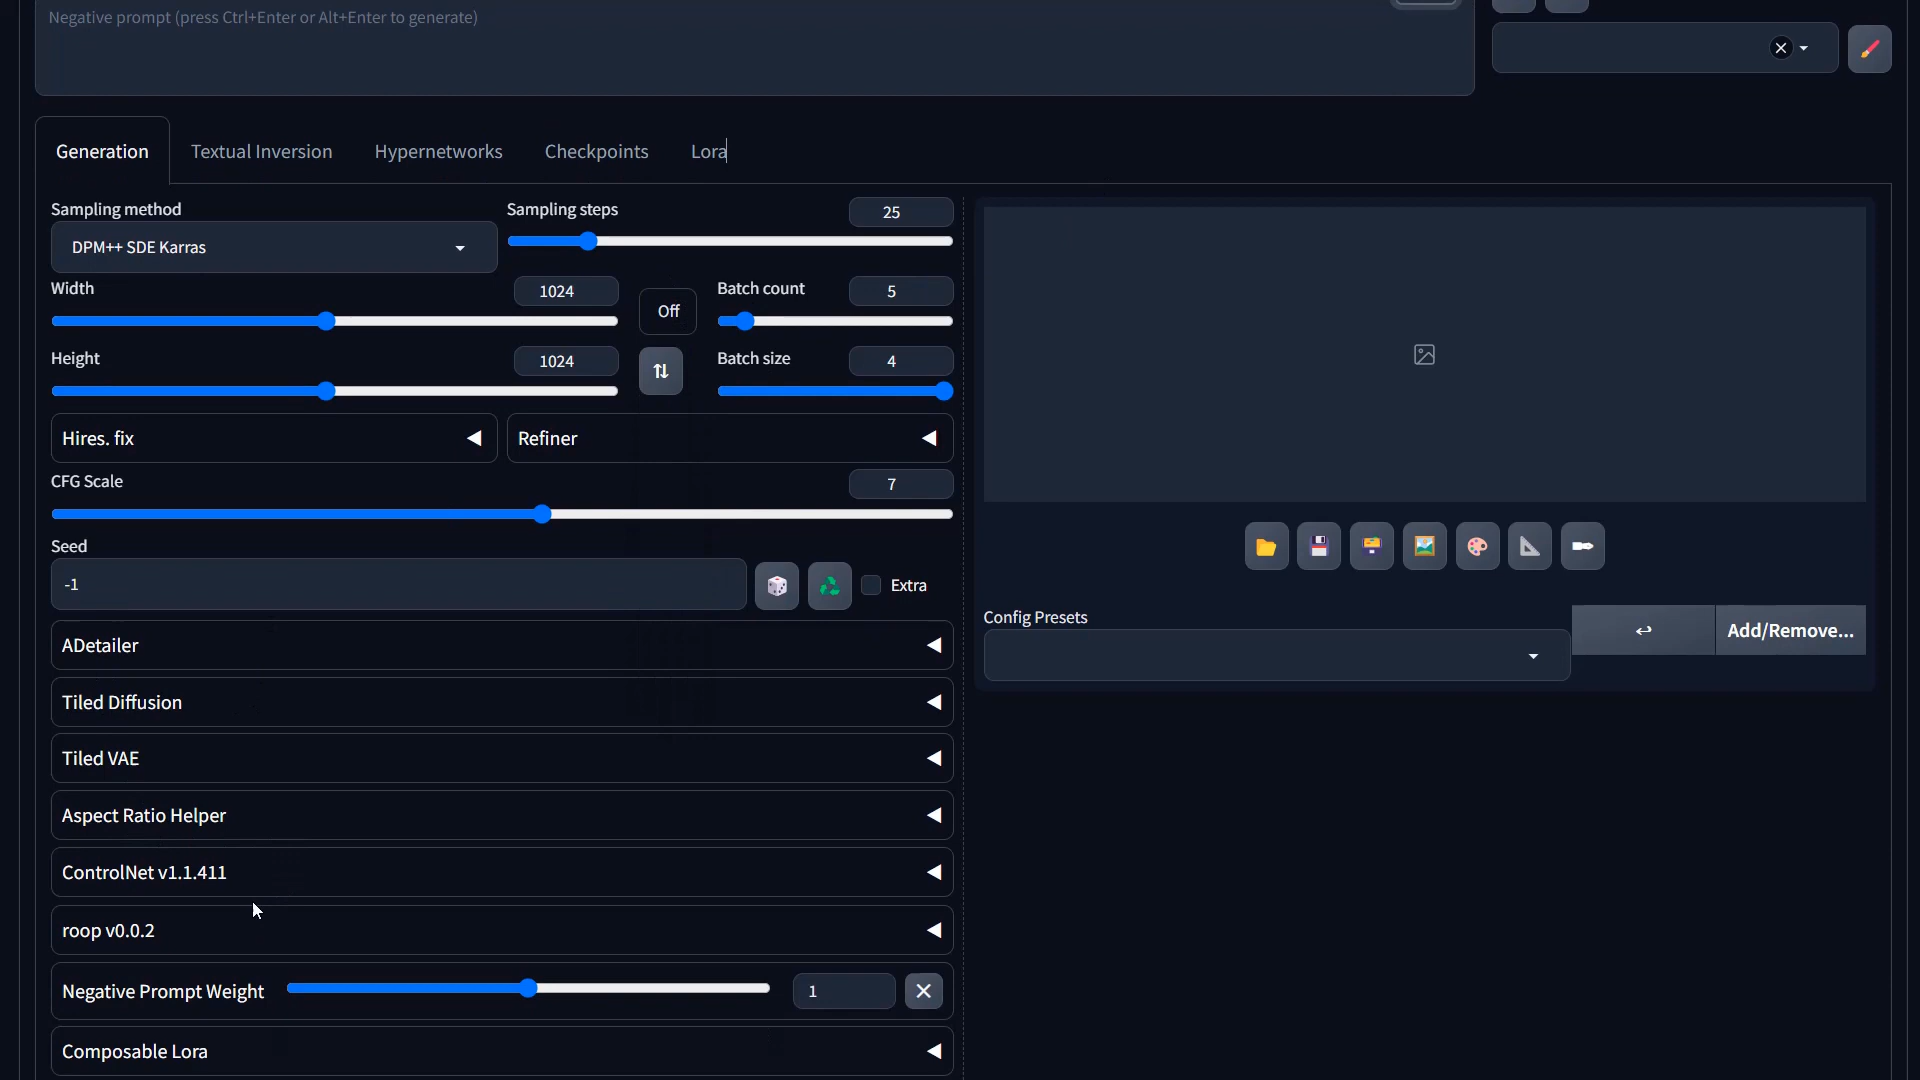 Negative prompt (press Ctrl+Enter or Alt+Enter to generate)
Generation
Textual Inversion
Hypernetworks
Checkpoints
Lora
Sampling method
DPM++ SDE Karras
Sampling steps
25
Width
1024
Off
Batch count
5
Height
1024
Batch size
4
Hires. fix
Refiner
CFG Scale
7
Seed
-1
Extra
Config Presets
Add/Remove...
ADetailer
Tiled Diffusion
Tiled VAE
Aspect Ratio Helper
ControlNet v1.1.411
roop v0.0.2
Negative Prompt Weight
1
Composable Lora